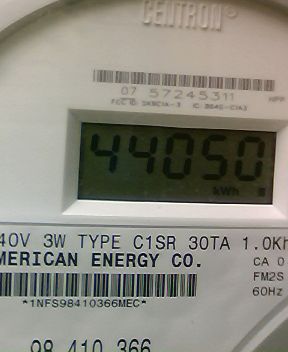 CENTRON®
07 57245311
kWh
44050
40V 3W TYPE C1SR 30TA 1.0Kh
MERICAN ENERGY CO.
CA 0
FM2S
60Hz
*1NFS98410366MEC*
98 410 366